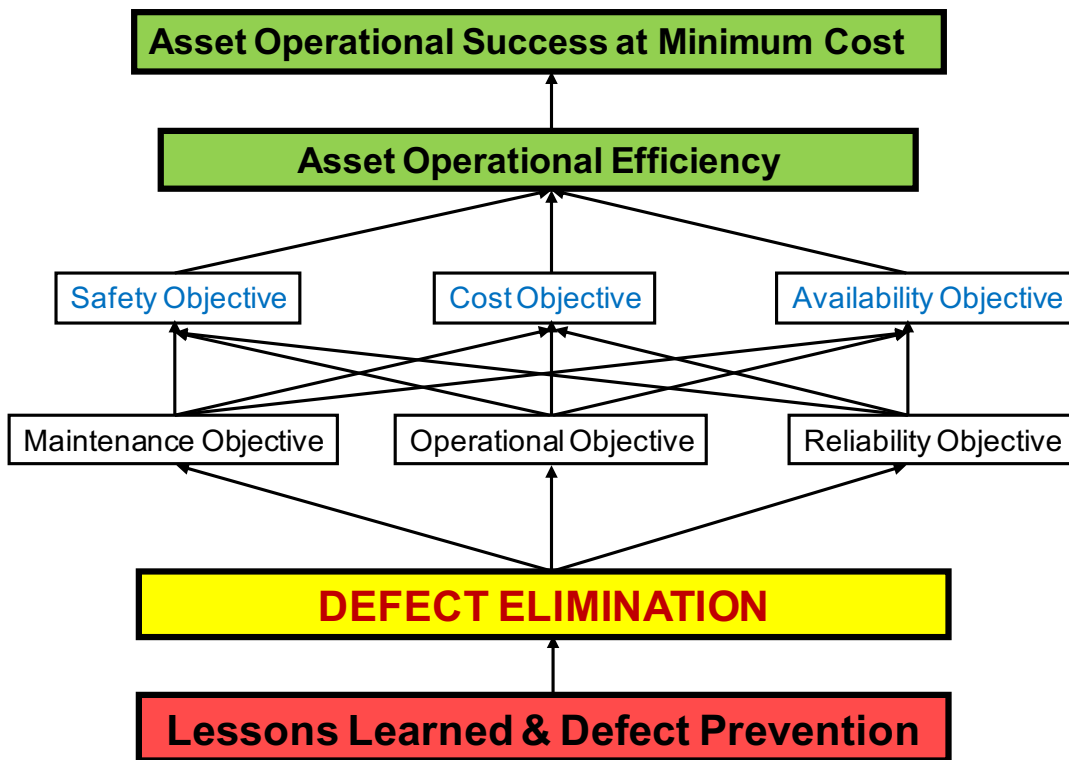 Asset Operational Success at Minimum Cost
Asset Operational Efficiency
Safety Objective
Cost Objective
Availability Objective
Maintenance Objective
Operational Objective
Reliability Objective
DEFECT ELIMINATION
Lessons Learned & Defect Prevention